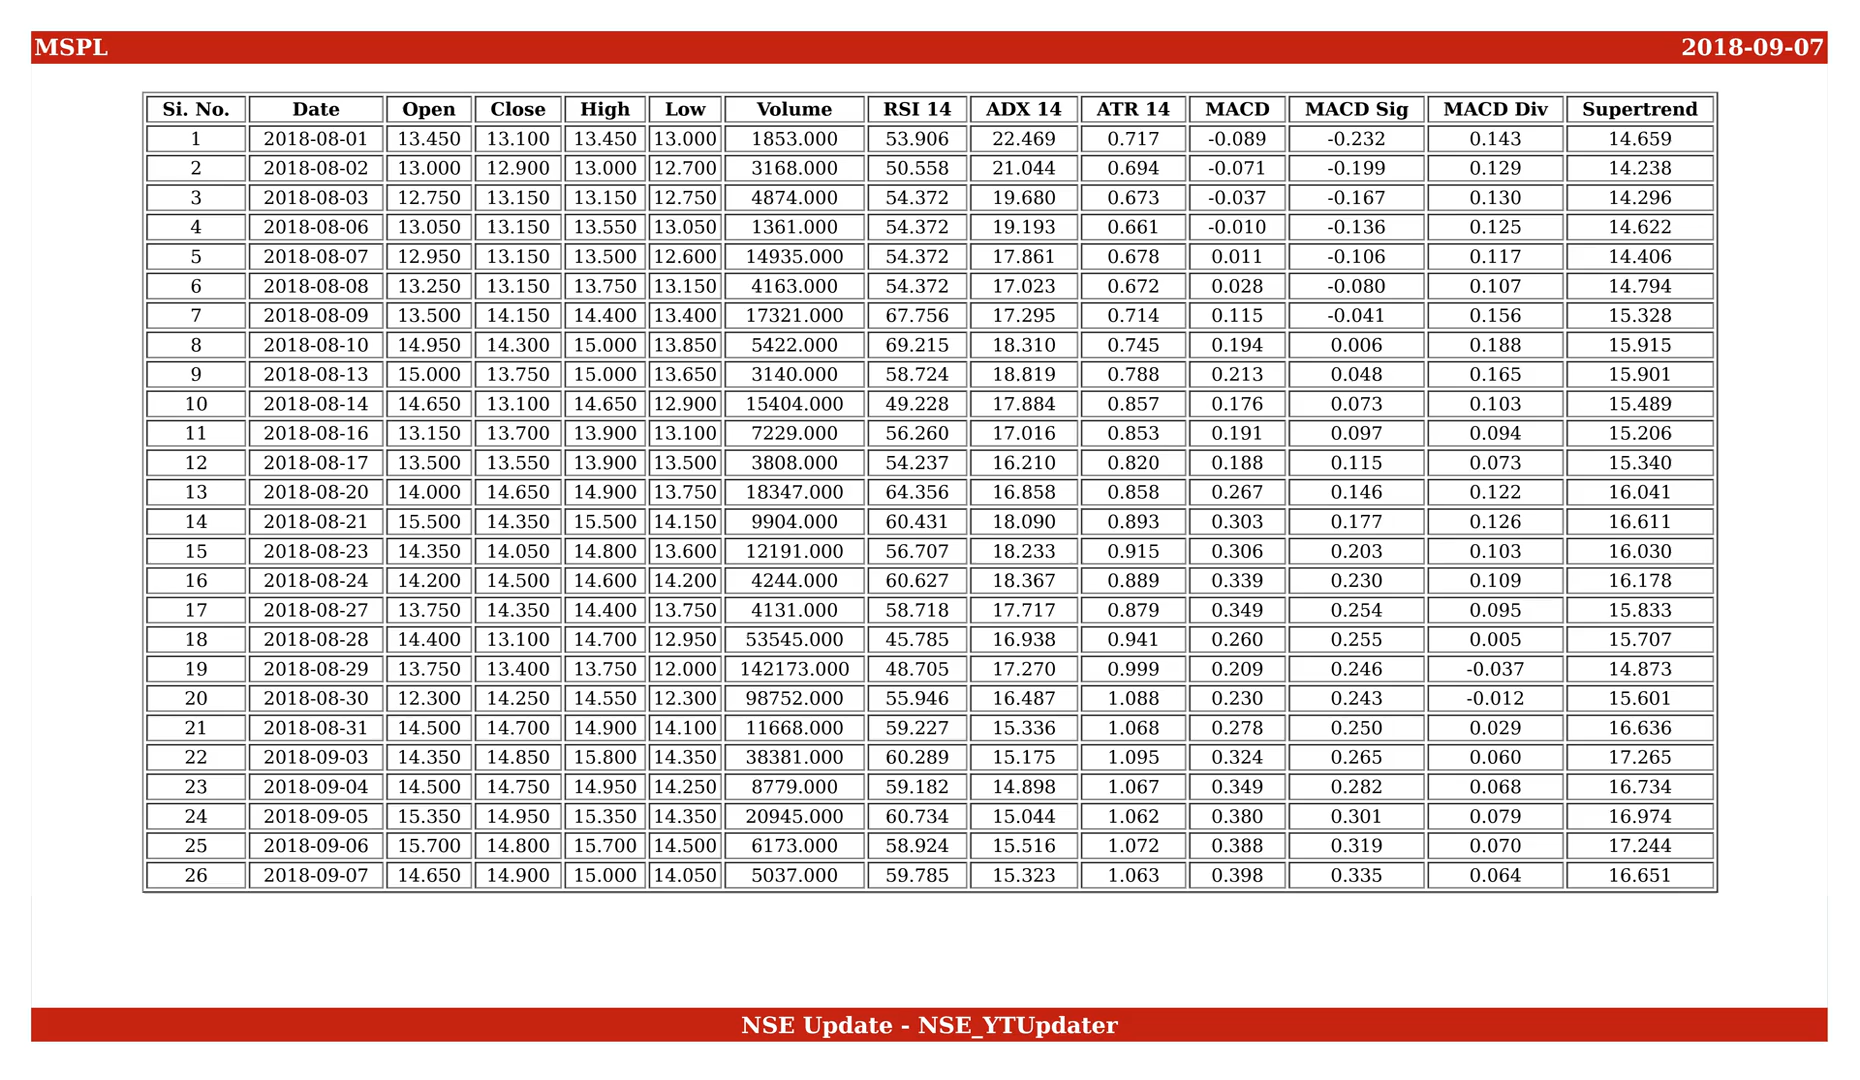 MSPL 2018-09-07
Si. No. Date Open Close High Low Volume RSI 14 ADX 14 ATR 14 MACD MACD Sig MACD Div Supertrend
1 2018-08-01 13.450 13.100 13.450 13.000 1853.000 53.906 22.469 0.717 -0.089 -0.232 0.143 14.659
2 2018-08-02 13.000 12.900 13.000 12.700 3168.000 50.558 21.044 0.694 -0.071 -0.199 0.129 14.238
3 2018-08-03 12.750 13.150 13.150 12.750 4874.000 54.372 19.680 0.673 -0.037 -0.167 0.130 14.296
4 2018-08-06 13.050 13.150 13.550 13.050 1361.000 54.372 19.193 0.661 -0.010 -0.136 0.125 14.622
5 2018-08-07 12.950 13.150 13.500 12.600 14935.000 54.372 17.861 0.678 0.011 -0.106 0.117 14.406
6 2018-08-08 13.250 13.150 13.750 13.150 4163.000 54.372 17.023 0.672 0.028 -0.080 0.107 14.794
7 2018-08-09 13.500 14.150 14.400 13.400 17321.000 67.756 17.295 0.714 0.115 -0.041 0.156 15.328
8 2018-08-10 14.950 14.300 15.000 13.850 5422.000 69.215 18.310 0.745 0.194 0.006 0.188 15.915
9 2018-08-13 15.000 13.750 15.000 13.650 3140.000 58.724 18.819 0.788 0.213 0.048 0.165 15.901
10 2018-08-14 14.650 13.100 14.650 12.900 15404.000 49.228 17.884 0.857 0.176 0.073 0.103 15.489
11 2018-08-16 13.150 13.700 13.900 13.100 7229.000 56.260 17.016 0.853 0.191 0.097 0.094 15.206
12 2018-08-17 13.500 13.550 13.900 13.500 3808.000 54.237 16.210 0.820 0.188 0.115 0.073 15.340
13 2018-08-20 14.000 14.650 14.900 13.750 18347.000 64.356 16.858 0.858 0.267 0.146 0.122 16.041
14 2018-08-21 15.500 14.350 15.500 14.150 9904.000 60.431 18.090 0.893 0.303 0.177 0.126 16.611
15 2018-08-23 14.350 14.050 14.800 13.600 12191.000 56.707 18.233 0.915 0.306 0.203 0.103 16.030
16 2018-08-24 14.200 14.500 14.600 14.200 4244.000 60.627 18.367 0.889 0.339 0.230 0.109 16.178
17 2018-08-27 13.750 14.350 14.400 13.750 4131.000 58.718 17.717 0.879 0.349 0.254 0.095 15.833
18 2018-08-28 14.400 13.100 14.700 12.950 53545.000 45.785 16.938 0.941 0.260 0.255 0.005 15.707
19 2018-08-29 13.750 13.400 13.750 12.000 142173.000 48.705 17.270 0.999 0.209 0.246 -0.037 14.873
20 2018-08-30 12.300 14.250 14.550 12.300 98752.000 55.946 16.487 1.088 0.230 0.243 -0.012 15.601
21 2018-08-31 14.500 14.700 14.900 14.100 11668.000 59.227 15.336 1.068 0.278 0.250 0.029 16.636
22 2018-09-03 14.350 14.850 15.800 14.350 38381.000 60.289 15.175 1.095 0.324 0.265 0.060 17.265
23 2018-09-04 14.500 14.750 14.950 14.250 8779.000 59.182 14.898 1.067 0.349 0.282 0.068 16.734
24 2018-09-05 15.350 14.950 15.350 14.350 20945.000 60.734 15.044 1.062 0.380 0.301 0.079 16.974
25 2018-09-06 15.700 14.800 15.700 14.500 6173.000 58.924 15.516 1.072 0.388 0.319 0.070 17.244
26 2018-09-07 14.650 14.900 15.000 14.050 5037.000 59.785 15.323 1.063 0.398 0.335 0.064 16.651
NSE Update - NSE_YTUpdater